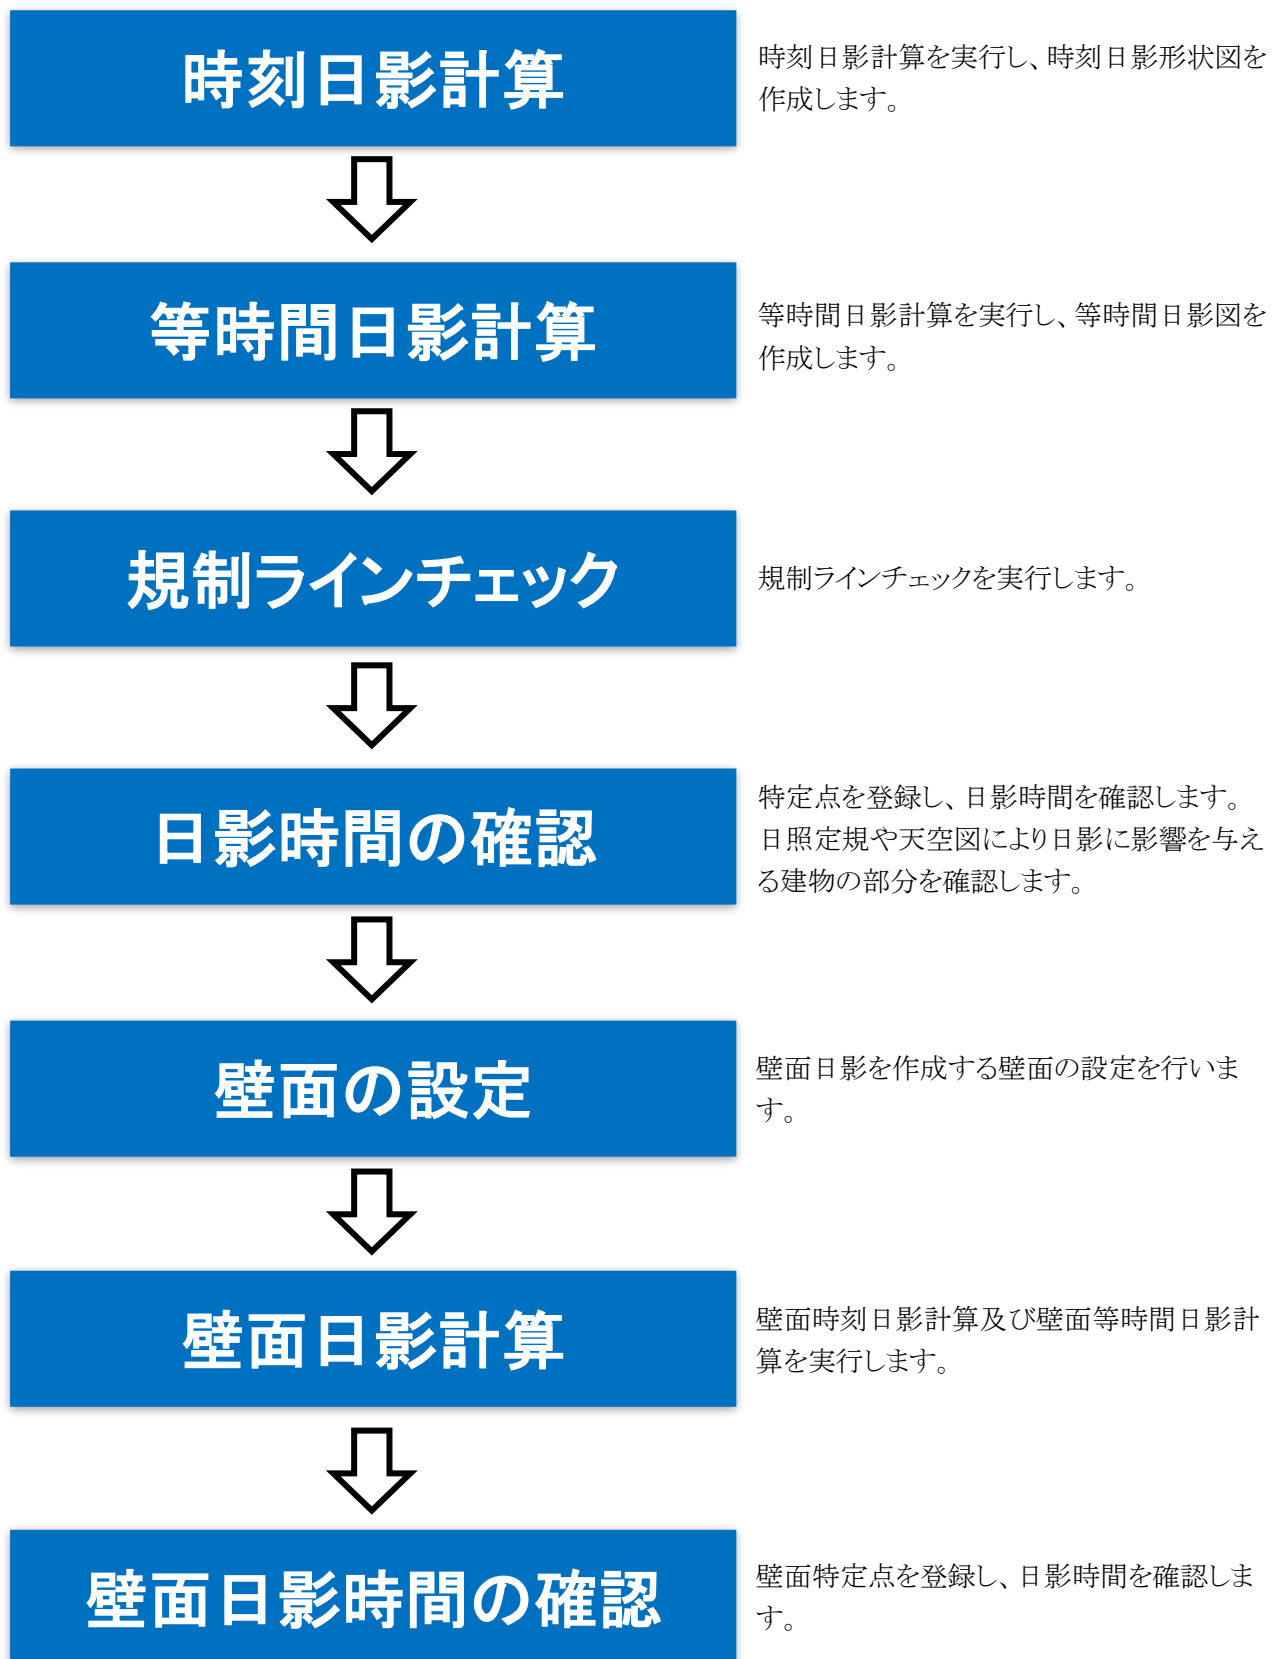 時刻日影計算
時刻日影計算を実行し、時刻日影形状図を
作成します。
等時間日影計算
等時間日影計算を実行し、等時間日影図を
作成します。
規制ラインチェック
規制ラインチェックを実行します。
日影時間の確認
特定点を登録し、日影時間を確認します。
日照定規や天空図により日影に影響を与え
る建物の部分を確認します。
壁面の設定
壁面日影を作成する壁面の設定を行いま
す。
壁面日影計算
壁面時刻日影計算及び壁面等時間日影計
算を実行します。
壁面日影時間の確認
壁面特定点を登録し、日影時間を確認しま
す。